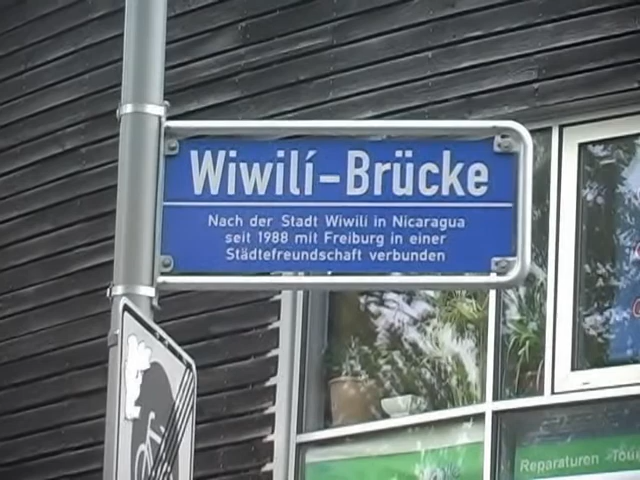 Wiwilí-Brücke
Nach der Stadt Wiwili in Nicaragua
seit 1988 mit Freiburg in einer
Städtefreundschaft verbunden
Reparaturen